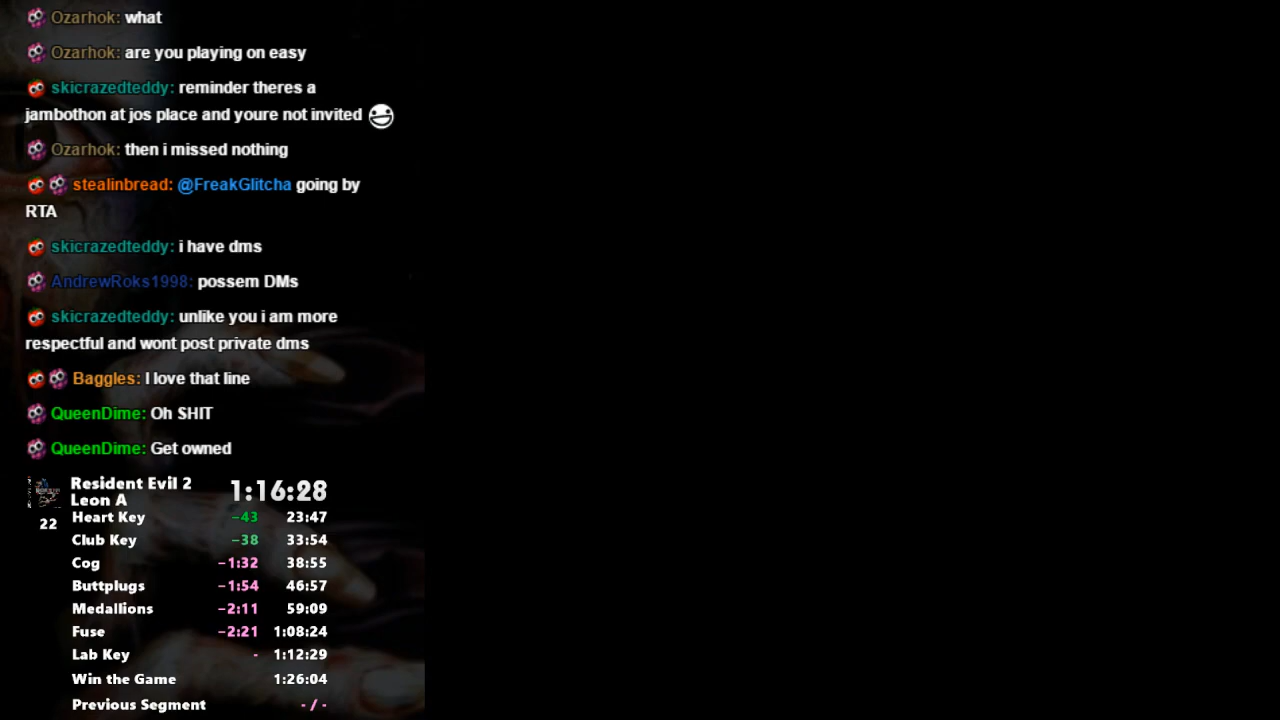 Ozarhok: what
Ozarhok: are you playing on easy
skicrazedteddy: reminder theres a
jambothon at jos place and youre not invited
Ozarhok: then i missed nothing
stealinbread: @FreakGlitcha going by
RTA
skicrazedteddy: i have dms
AndrewRoks1998: possem DMs
skicrazedteddy: unlike you i am more
respectful and wont post private dms
Baggles: I love that line
QueenDime: Oh SHIT
QueenDime: Get owned
Resident Evil 2
Leon A
1:16:28
22
Heart Key -43 23:47
Club Key -38 33:54
Cog -1:32 38:55
Buttplugs -1:54 46:57
Medallions -2:11 59:09
Fuse -2:21 1:08:24
Lab Key - 1:12:29
Win the Game 1:26:04
Previous Segment - / -